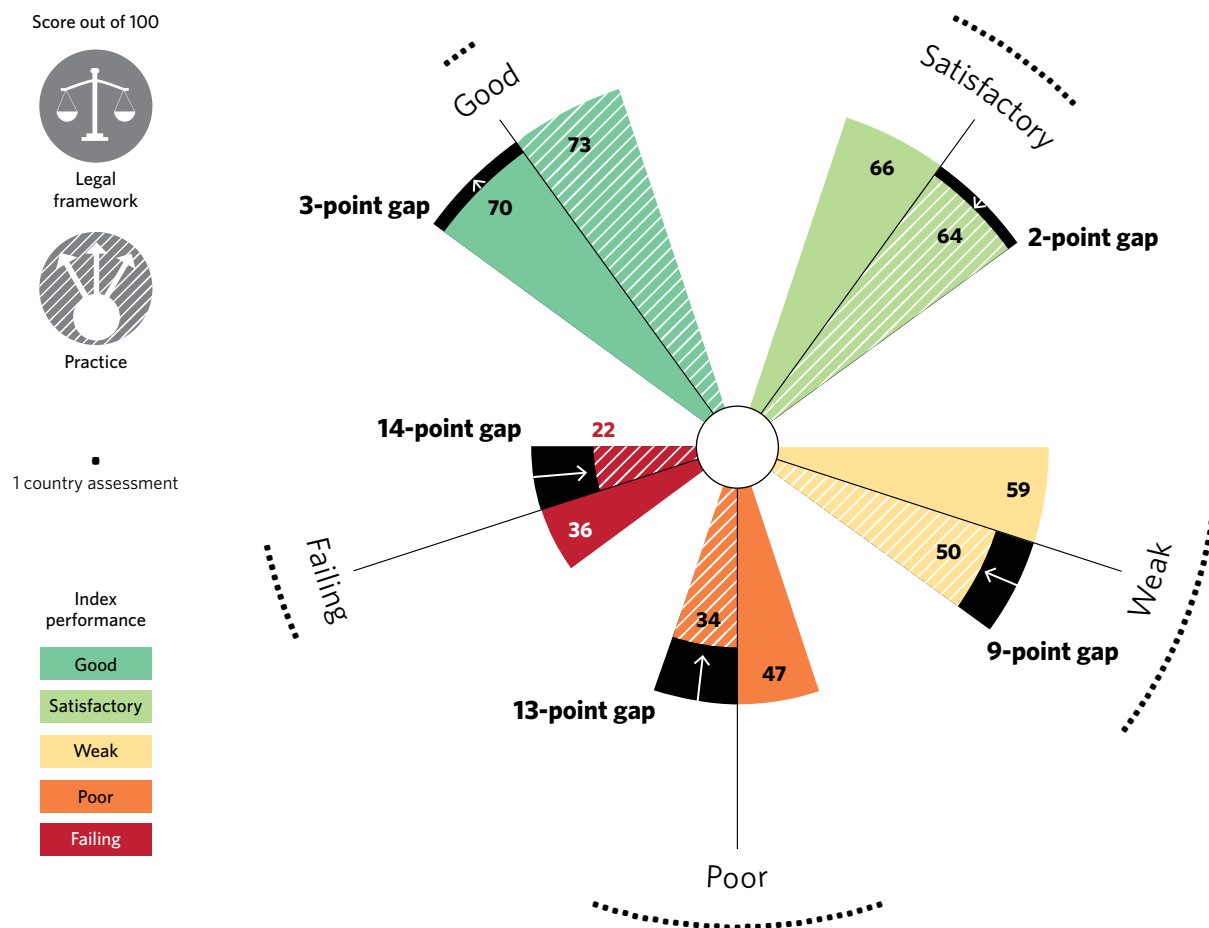 Score out of 100
Legal
framework
Practice
1 country assessment
Index
performance
Good
Satisfactory
Weak
Poor
Failing
Good
73
70
3-point gap
Satisfactory
66
64
2-point gap
Weak
59
50
9-point gap
Poor
47
34
13-point gap
Failing
36
22
14-point gap